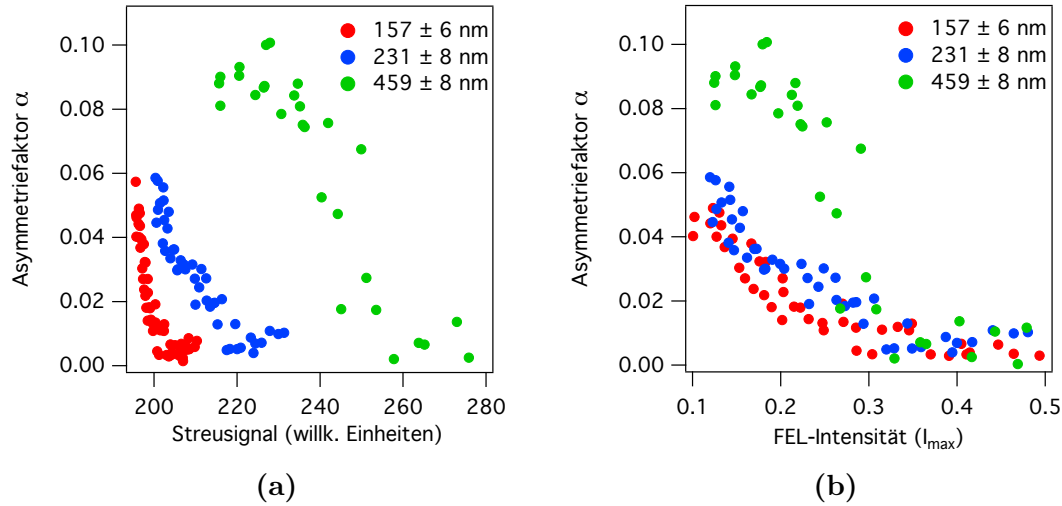 Asymmetriefaktor α
0.10
0.08
0.06
0.04
0.02
0.00
157 ± 6 nm
231 ± 8 nm
459 ± 8 nm
200 220 240 260 280
Streusignal (willk. Einheiten)
(a)
Asymmetriefaktor α
0.10
0.08
0.06
0.04
0.02
0.00
157 ± 6 nm
231 ± 8 nm
459 ± 8 nm
0.1 0.2 0.3 0.4 0.5
FEL-Intensität (Imax)
(b)